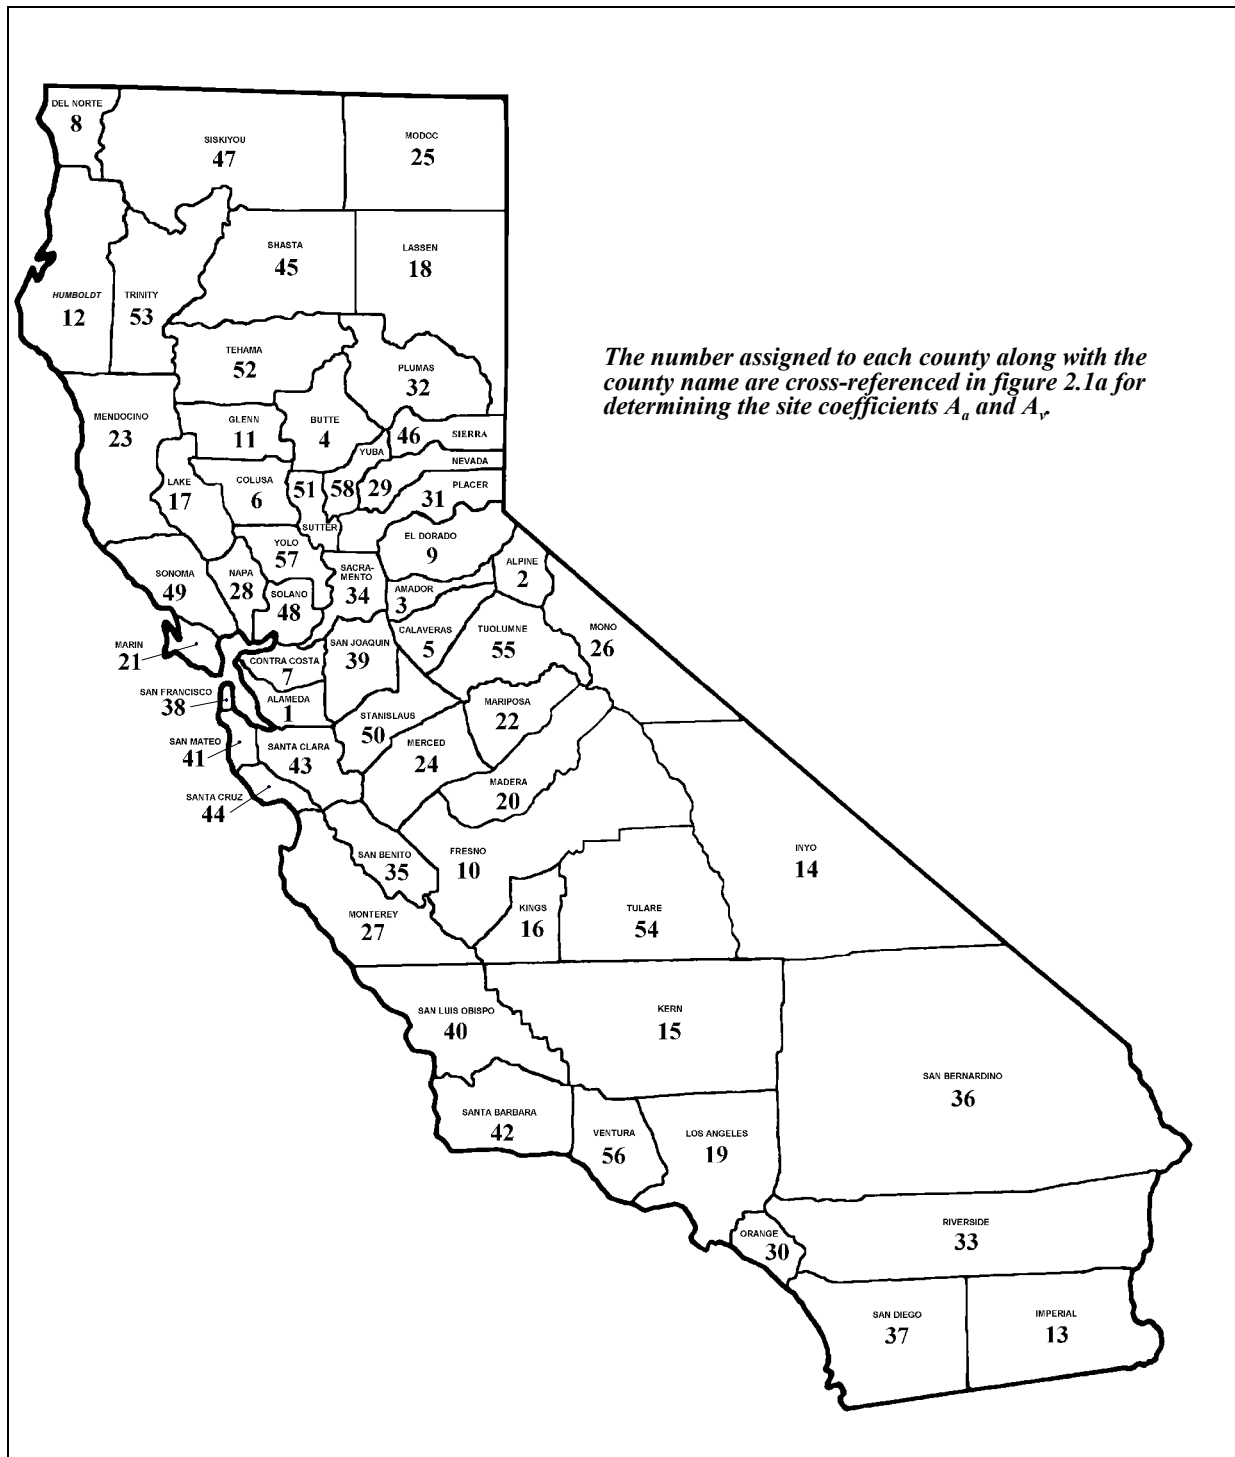 DEL NORTE
8
SISKIYOU
47
MODOC
25
SHASTA
45
LASSEN
18
HUMBOLDT
12
TRINITY
53
TEHAMA
52
PLUMAS
32
The number assigned to each county along with the
county name are cross-referenced in figure 2.1a for
determining the site coefficients Aa and Av.
MENDOCINO
23
GLENN
11
BUTTE
4
46
SIERRA
YUBA
NEVADA
LAKE
17
COLUSA
6
51
58
29
31
PLACER
SUTTER
YOLO
57
EL DORADO
9
ALPINE
2
SONOMA
49
NAPA
28
SOLANO
48
SACRA-
MENTO
34
AMADOR
3
CALAVERAS
5
TUOLUMNE
55
MONO
26
MARIN
21
CONTRA COSTA
7
SAN JOAQUIN
39
SAN FRANCISCO
38
ALAMEDA
1
STANISLAUS
50
MARIPOSA
22
SAN MATEO
41
SANTA CLARA
43
MERCED
24
MADERA
20
SANTA CRUZ
44
SAN BENITO
35
FRESNO
10
INYO
14
MONTEREY
27
KINGS
16
TULARE
54
SAN LUIS OBISPO
40
KERN
15
SAN BERNARDINO
36
SANTA BARBARA
42
VENTURA
56
LOS ANGELES
19
ORANGE
30
RIVERSIDE
33
SAN DIEGO
37
IMPERIAL
13